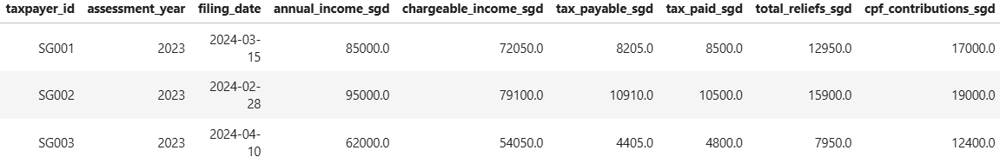 taxpayer_id assessment_year filing_date annual_income_sgd chargeable_income_sgd tax_payable_sgd tax_paid_sgd total_reliefs_sgd cpf_contributions_sgd
SG001 2023 2024-03-15 85000.0 72050.0 8205.0 8500.0 12950.0 17000.0
SG002 2023 2024-02-28 95000.0 79100.0 10910.0 10500.0 15900.0 19000.0
SG003 2023 2024-04-10 62000.0 54050.0 4405.0 4800.0 7950.0 12400.0